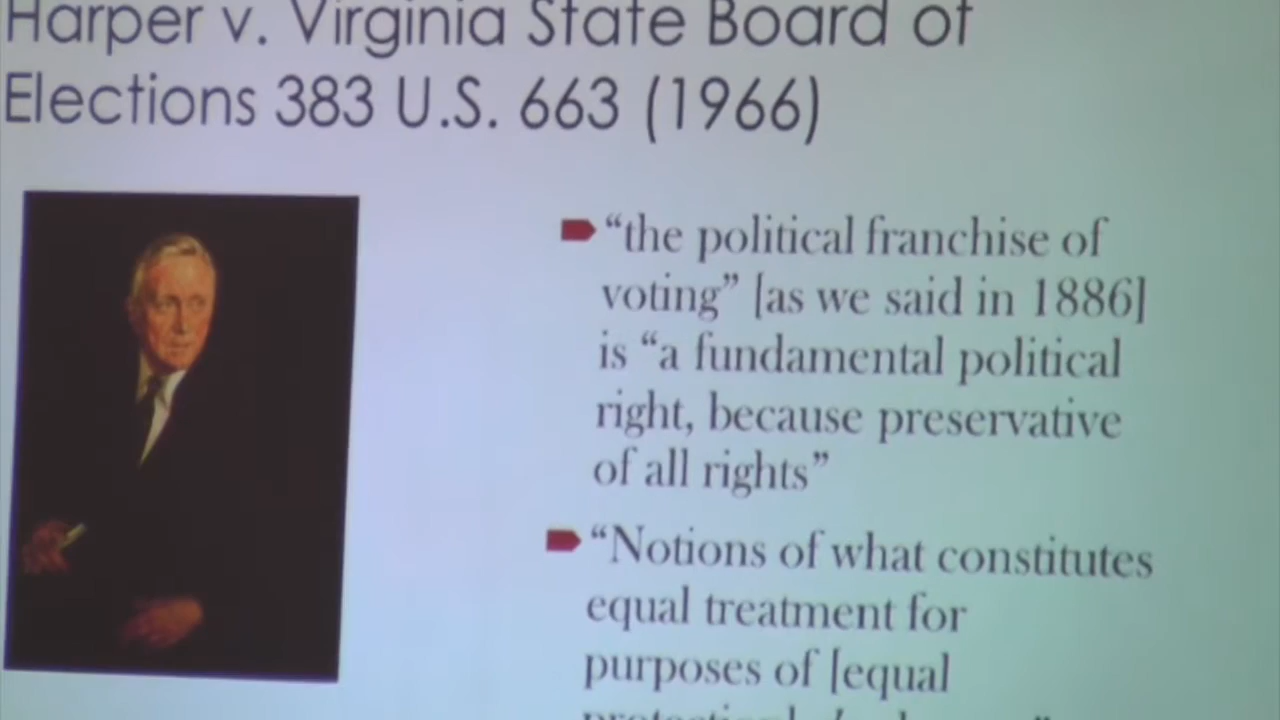 Harper v. Virginia State Board of
Elections 383 U.S. 663 (1966)
“the political franchise of
voting” [as we said in 1886]
is “a fundamental political
right, because preservative
of all rights”
“Notions of what constitutes
equal treatment for
purposes of [equal